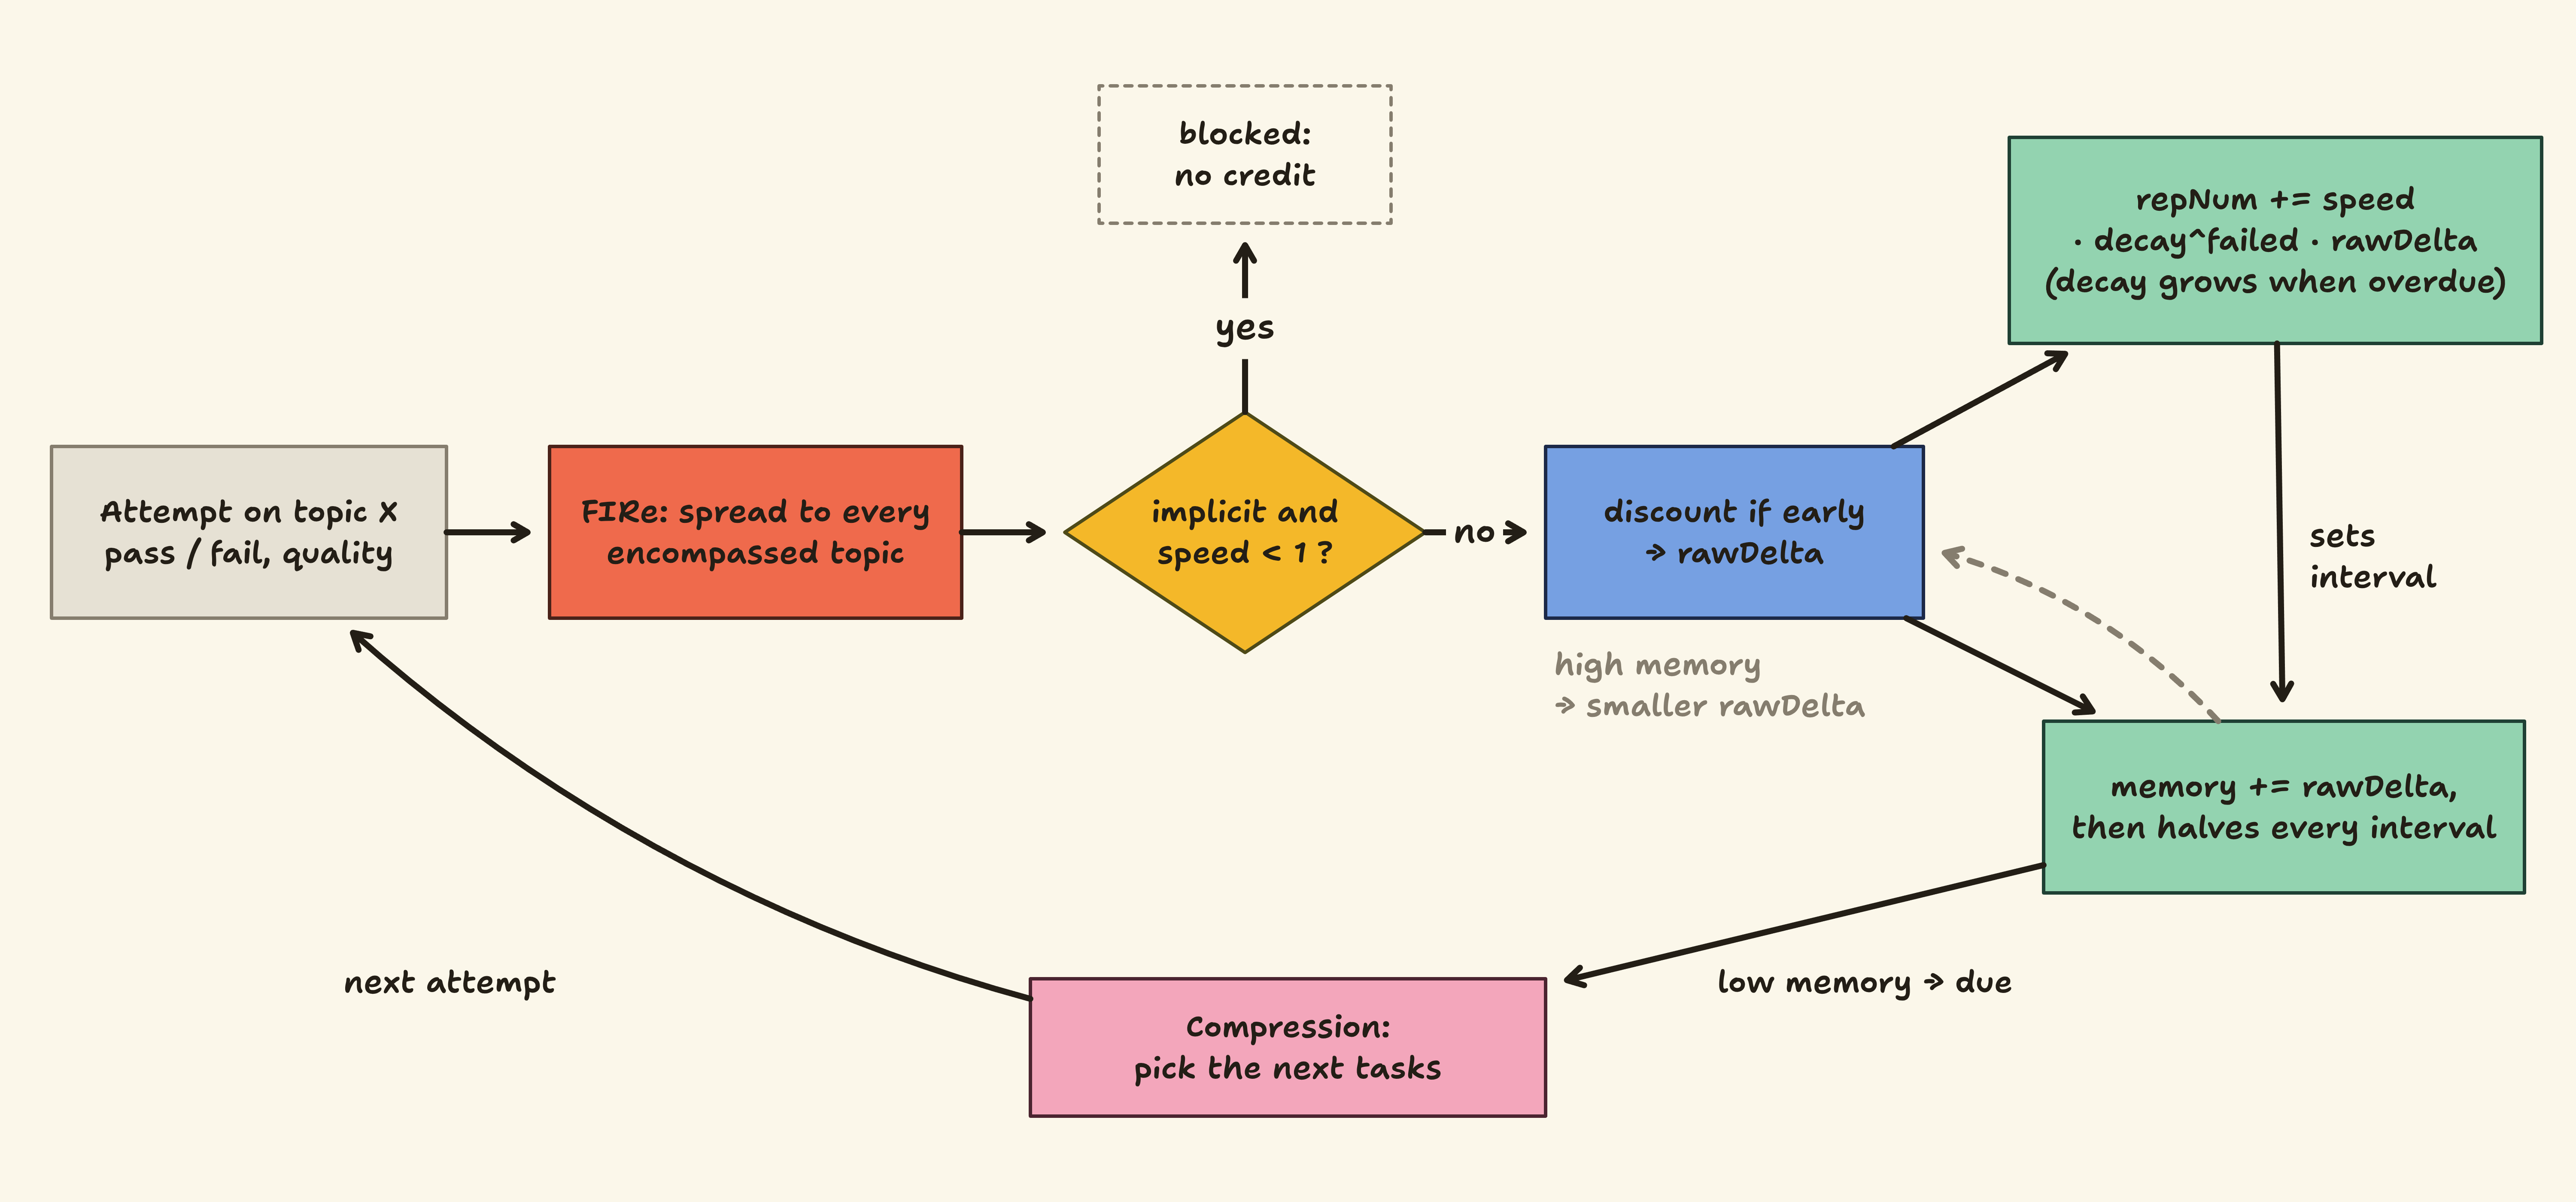 blocked:
no credit
repNum += speed
· decay^failed · rawDelta
(decay grows when overdue)
yes
Attempt on topic X
pass / fail, quality
FIRe: spread to every
encompassed topic
implicit and
speed < 1 ?
no
discount if early
→ rawDelta
sets
interval
high memory
→ smaller rawDelta
memory += rawDelta,
then halves every interval
next attempt
low memory → due
Compression:
pick the next tasks